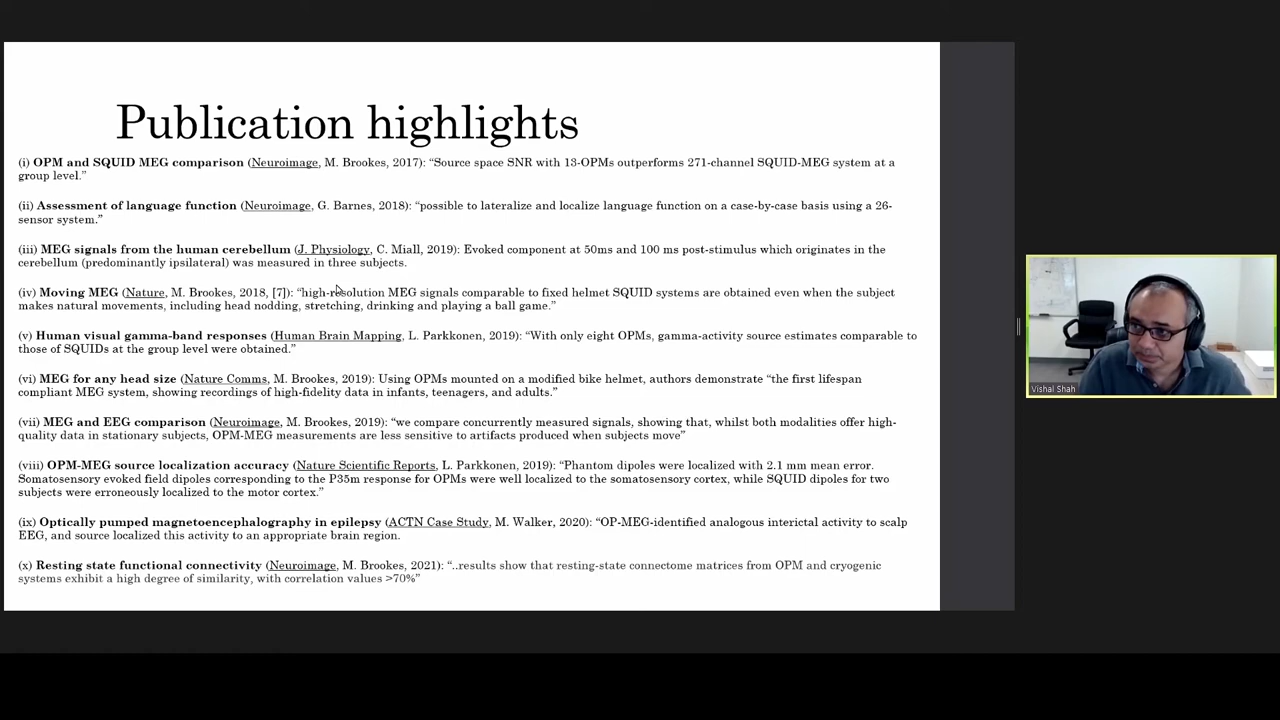 Publication highlights
(i) OPM and SQUID MEG comparison (Neuroimage, M. Brookes, 2017): “Source space SNR with 13-OPMs outperforms 271-channel SQUID-MEG system at a
group level.”
(ii) Assessment of language function (Neuroimage, G. Barnes, 2018): “possible to lateralize and localize language function on a case-by-case basis using a 26-
sensor system.”
(iii) MEG signals from the human cerebellum (J. Physiology, C. Miall, 2019): Evoked component at 50ms and 100 ms post-stimulus which originates in the
cerebellum (predominantly ipsilateral) was measured in three subjects.
(iv) Moving MEG (Nature, M. Brookes, 2018, [7]): “high-resolution MEG signals comparable to fixed helmet SQUID systems are obtained even when the subject
makes natural movements, including head nodding, stretching, drinking and playing a ball game.”
(v) Human visual gamma-band responses (Human Brain Mapping, L. Parkkonen, 2019): “With only eight OPMs, gamma-activity source estimates comparable to
those of SQUIDs at the group level were obtained.”
(vi) MEG for any head size (Nature Comms, M. Brookes, 2019): Using OPMs mounted on a modified bike helmet, authors demonstrate “the first lifespan
compliant MEG system, showing recordings of high-fidelity data in infants, teenagers, and adults.”
(vii) MEG and EEG comparison (Neuroimage, M. Brookes, 2019): “we compare concurrently measured signals, showing that, whilst both modalities offer high-
quality data in stationary subjects, OPM-MEG measurements are less sensitive to artifacts produced when subjects move”
(viii) OPM-MEG source localization accuracy (Nature Scientific Reports, L. Parkkonen, 2019): “Phantom dipoles were localized with 2.1 mm mean error.
Somatosensory evoked field dipoles corresponding to the P35m response for OPMs were well localized to the somatosensory cortex, while SQUID dipoles for two
subjects were erroneously localized to the motor cortex.”
(ix) Optically pumped magnetoencephalography in epilepsy (ACTN Case Study, M. Walker, 2020): “OP-MEG-identified analogous interictal activity to scalp
EEG, and source localized this activity to an appropriate brain region.
(x) Resting state functional connectivity (Neuroimage, M. Brookes, 2021): “..results show that resting-state connectome matrices from OPM and cryogenic
systems exhibit a high degree of similarity, with correlation values >70%”
Vishal Shah